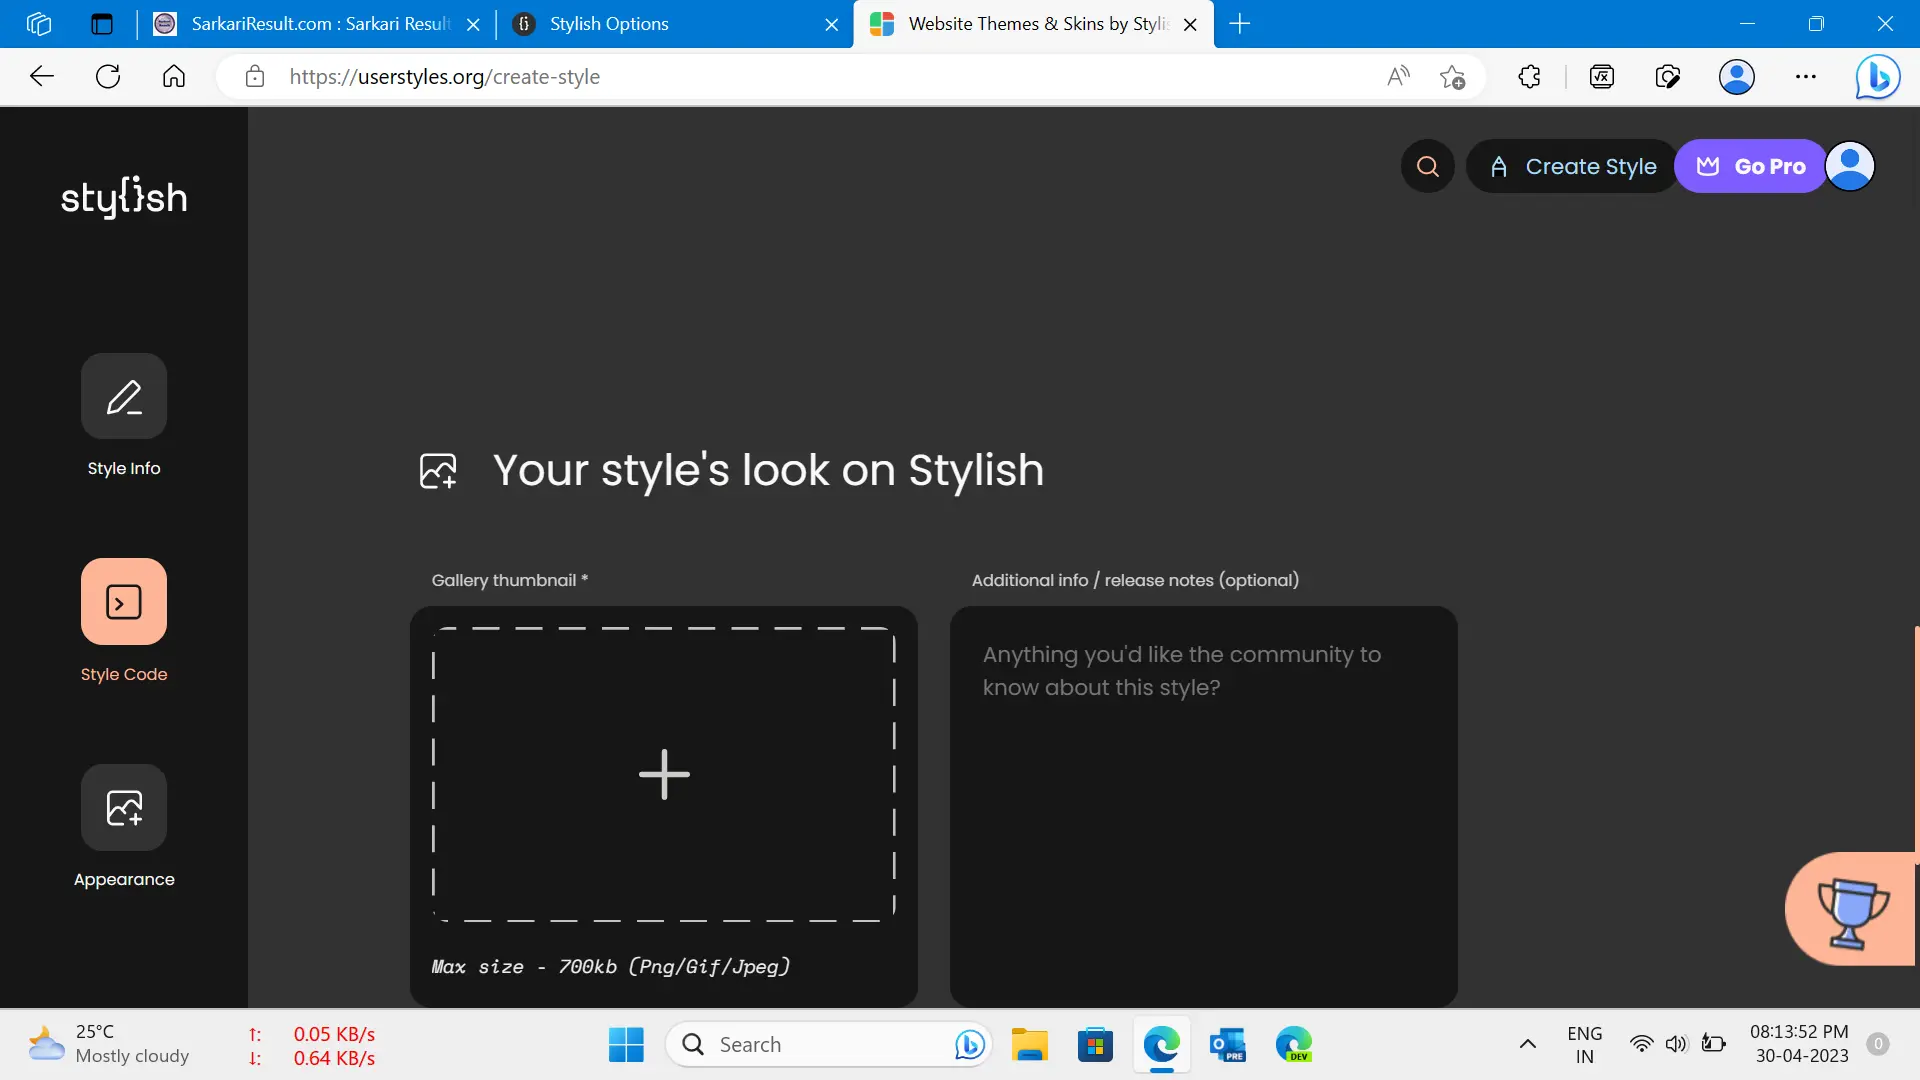 SarkariResult.com : Sarkari Result
Stylish Options
Website Themes & Skins by Stylis
https://userstyles.org/create-style
stylish
Create Style
Go Pro
Style Info
Your style's look on Stylish
Gallery thumbnail *
Additional info / release notes (optional)
Style Code
Anything you'd like the community to
know about this style?
Appearance
Max size - 700kb (Png/Gif/Jpeg)
25°C
Mostly cloudy
↑: 0.05 KB/s
↓: 0.64 KB/s
Search
PRE
DEV
ENG
IN
08:13:52 PM
30-04-2023
0